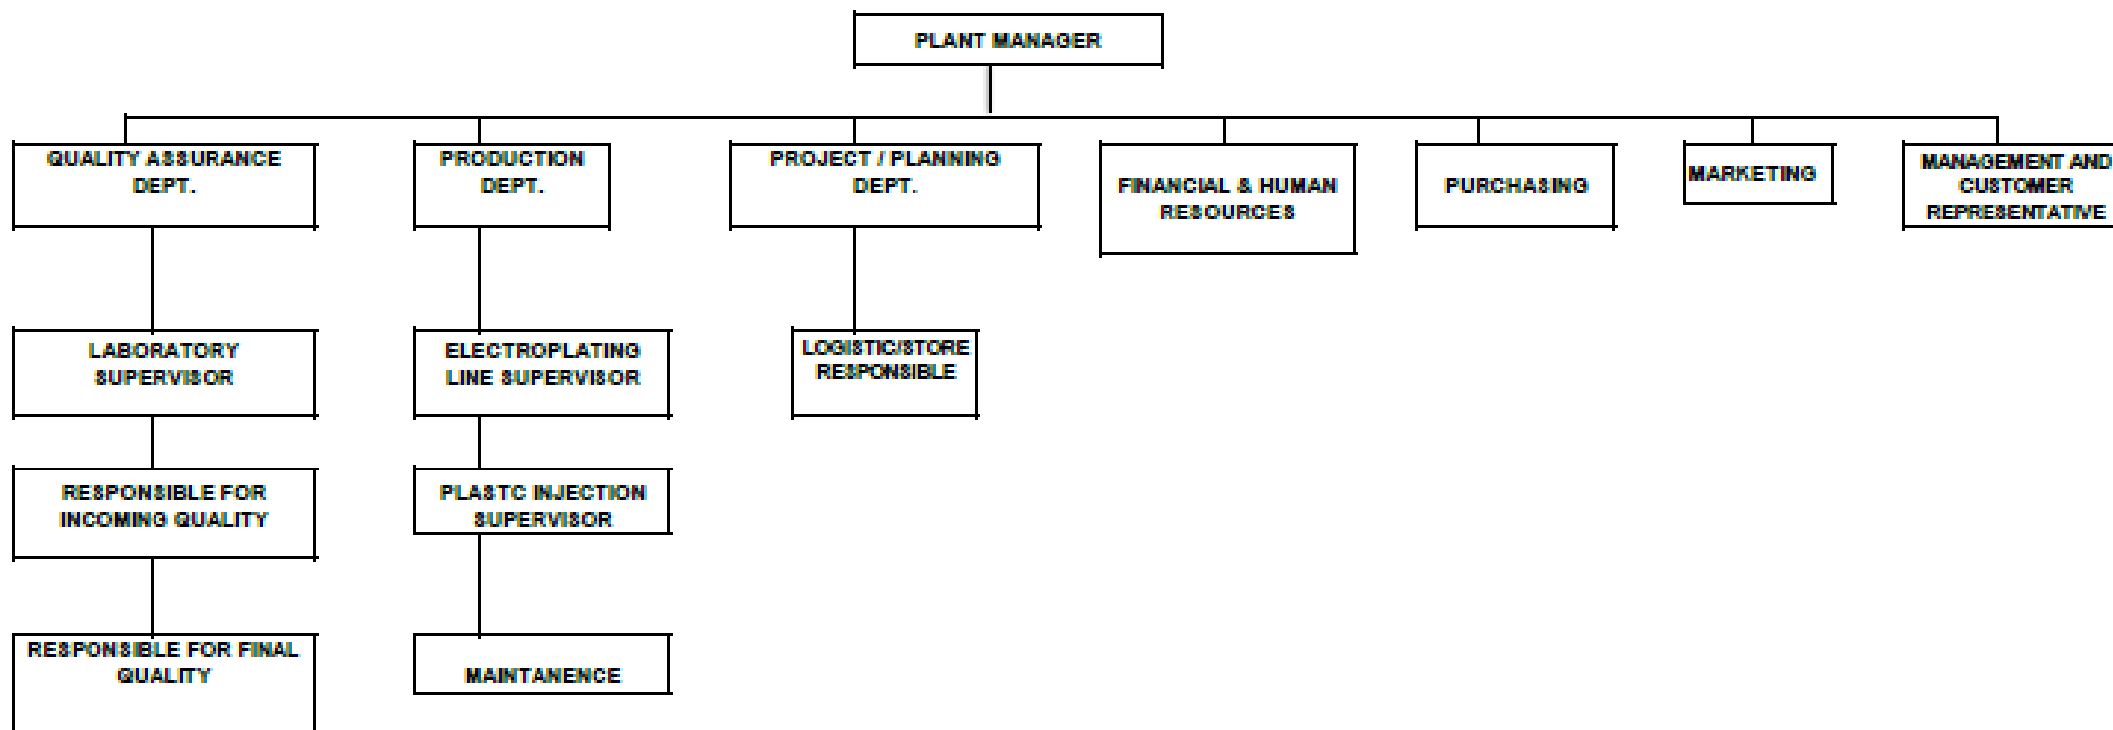 PLANT MANAGER
QUALITY ASSURANCE
DEPT.
PRODUCTION
DEPT.
PROJECT / PLANNING
DEPT.
FINANCIAL & HUMAN
RESOURCES
PURCHASING
MARKETING
MANAGEMENT AND
CUSTOMER
REPRESENTATIVE
LABORATORY
SUPERVISOR
ELECTROPLATING
LINE SUPERVISOR
LOGISTIC/STORE
RESPONSIBLE
RESPONSIBLE FOR
INCOMING QUALITY
PLASTC INJECTION
SUPERVISOR
RESPONSIBLE FOR FINAL
QUALITY
MAINTANENCE